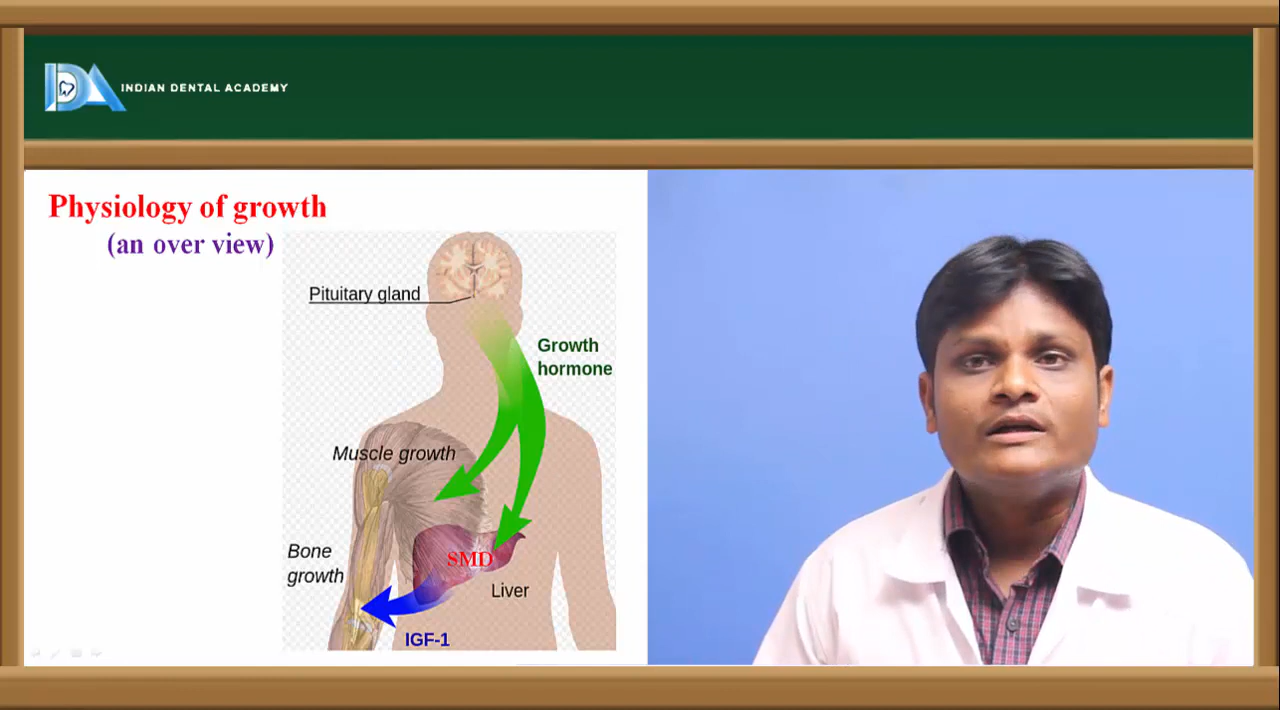 INDIAN DENTAL ACADEMY
Physiology of growth
(an over view)
Pituitary gland
Growth
hormone
Muscle growth
Bone
growth
SMD
Liver
IGF-1